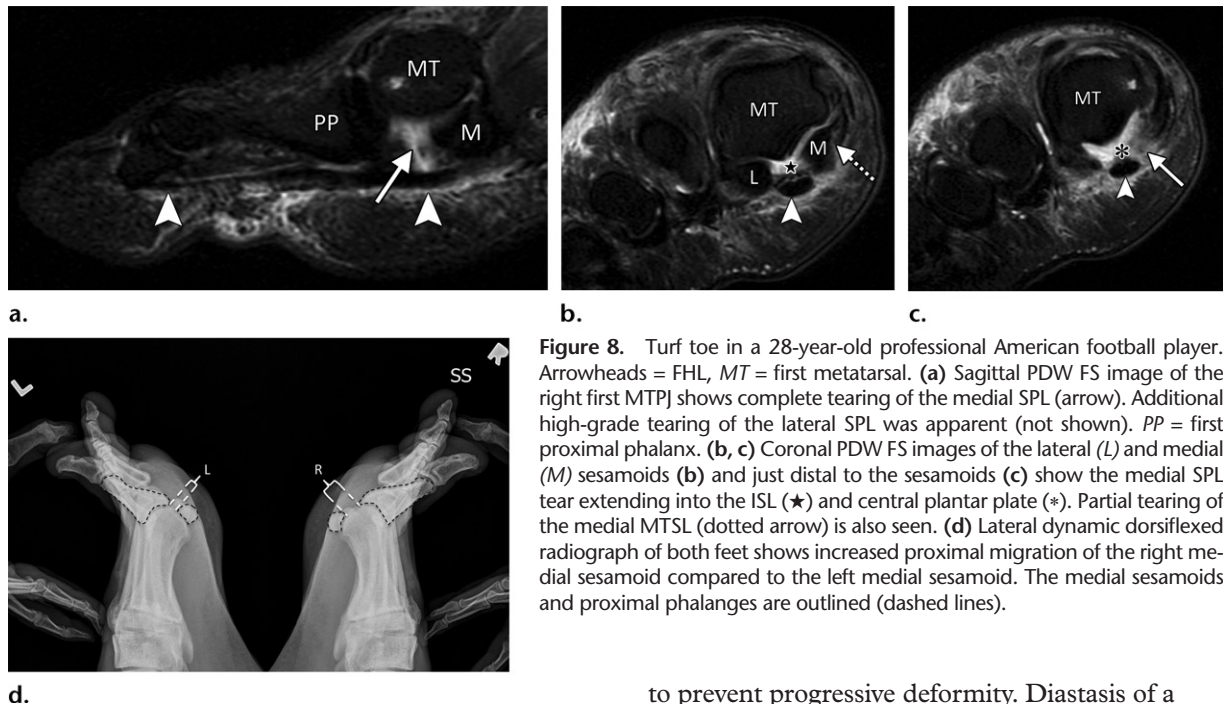 MT
PP
M
a.
MT
M
L
b.
MT
*
c.
L
R
SS
L
R
d.
Figure 8. Turf toe in a 28-year-old professional American football player.
Arrowheads = FHL, MT = first metatarsal. (a) Sagittal PDW FS image of the
right first MTPJ shows complete tearing of the medial SPL (arrow). Additional
high-grade tearing of the lateral SPL was apparent (not shown). PP = first
proximal phalanx. (b, c) Coronal PDW FS images of the lateral (L) and medial
(M) sesamoids (b) and just distal to the sesamoids (c) show the medial SPL
tear extending into the ISL (★) and central plantar plate (*). Partial tearing of
the medial MTSL (dotted arrow) is also seen. (d) Lateral dynamic dorsiflexed
radiograph of both feet shows increased proximal migration of the right me-
dial sesamoid compared to the left medial sesamoid. The medial sesamoids
and proximal phalanges are outlined (dashed lines).
to prevent progressive deformity. Diastasis of a